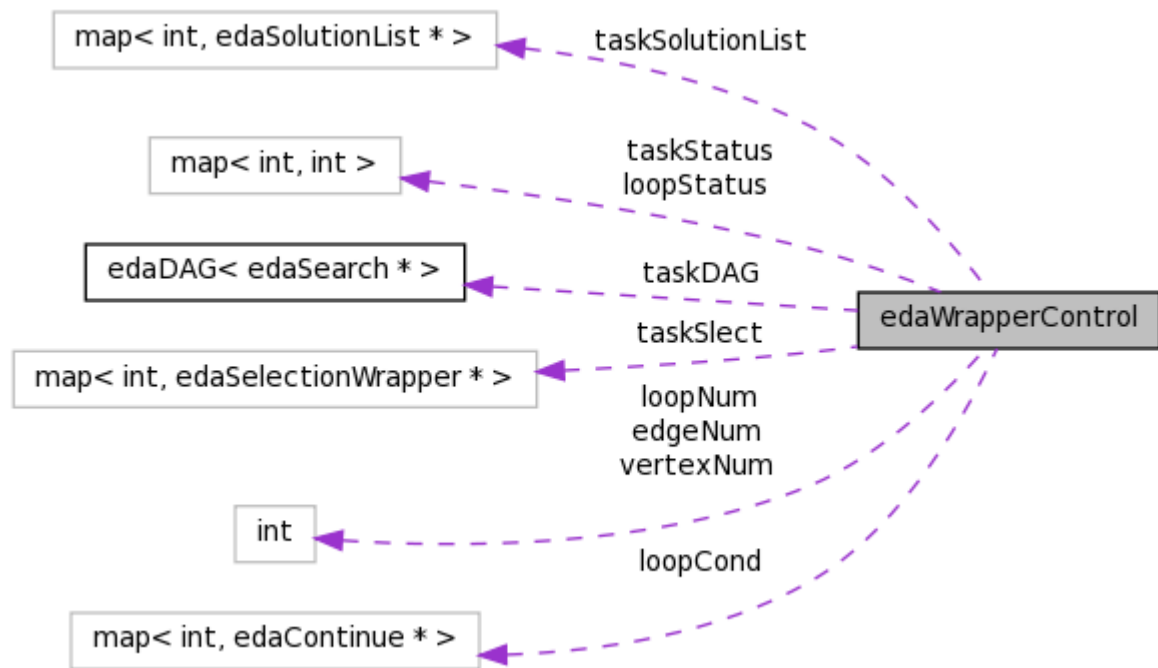 map< int, edaSolutionList * >
taskSolutionList
map< int, int >
taskStatus
loopStatus
edaDAG< edaSearch * >
taskDAG
edaWrapperControl
taskSlect
map< int, edaSelectionWrapper * >
loopNum
edgeNum
vertexNum
int
loopCond
map< int, edaContinue * >